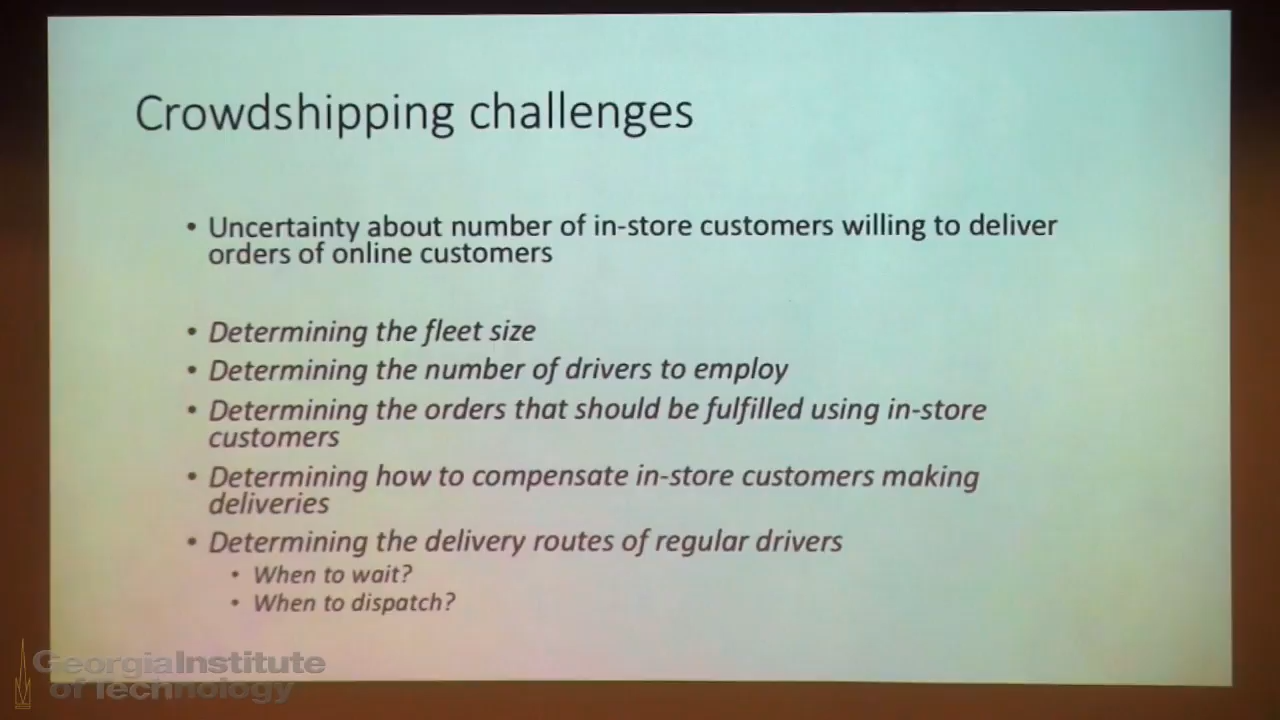 Crowdshipping challenges
• Uncertainty about number of in-store customers willing to deliver
orders of online customers
• Determining the fleet size
• Determining the number of drivers to employ
• Determining the orders that should be fulfilled using in-store
customers
• Determining how to compensate in-store customers making
deliveries
• Determining the delivery routes of regular drivers
• When to wait?
• When to dispatch?
GeorgiaInstitute
of Technology